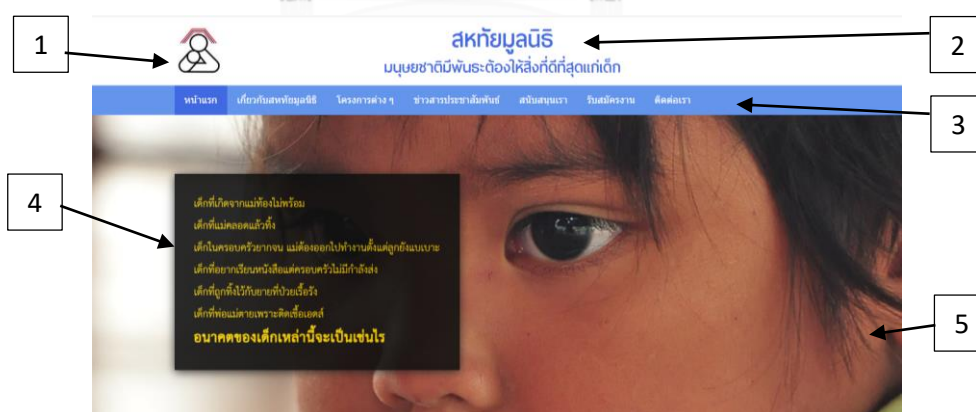 1
สหทัยมูลนิธิ
2
มนุษยชาติมีพันธะต้องให้สิ่งที่ดีที่สุดแก่เด็ก
หน้าแรก เกี่ยวกับสหทัยมูลนิธิ โครงการต่าง ๆ ข่าวสารประชาสัมพันธ์ สนับสนุนเรา รับสมัครงาน ติดต่อเรา
3
4
เด็กที่เกิดจากแม่ท้องไม่พร้อม
เด็กที่แม่คลอดแล้วทิ้ง
เด็กในครอบครัวยากจน แม่ต้องออกไปทำงานตั้งแต่ลูกยังแบเบาะ
เด็กที่อยากเรียนหนังสือแต่ครอบครัวไม่มีกำลังส่ง
เด็กที่ถูกทิ้งไว้กับยายที่ป่วยเรื้อรัง
เด็กที่พ่อแม่ตายเพราะติดเชื้อเอดส์
อนาคตของเด็กเหล่านี้จะเป็นเช่นไร
5